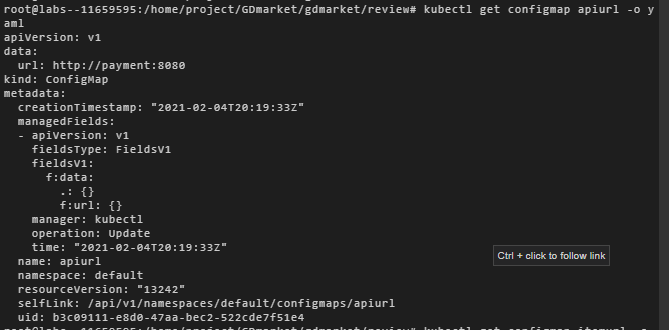 root@labs--11659595:/home/project/GDmarket/gdmarket/review# kubectl get configmap apiurl -o y
aml
apiVersion: v1
data:
  url: http://payment:8080
kind: ConfigMap
metadata:
  creationTimestamp: "2021-02-04T20:19:33Z"
  managedFields:
  - apiVersion: v1
    fieldsType: FieldsV1
    fieldsV1:
      f:data:
        .: {}
        f:url: {}
    manager: kubectl
    operation: Update
    time: "2021-02-04T20:19:33Z"
Ctrl + click to follow link
  name: apiurl
  namespace: default
  resourceVersion: "13242"
  selfLink: /api/v1/namespaces/default/configmaps/apiurl
  uid: b3c09111-e8d0-47aa-bec2-522cde7f51e4